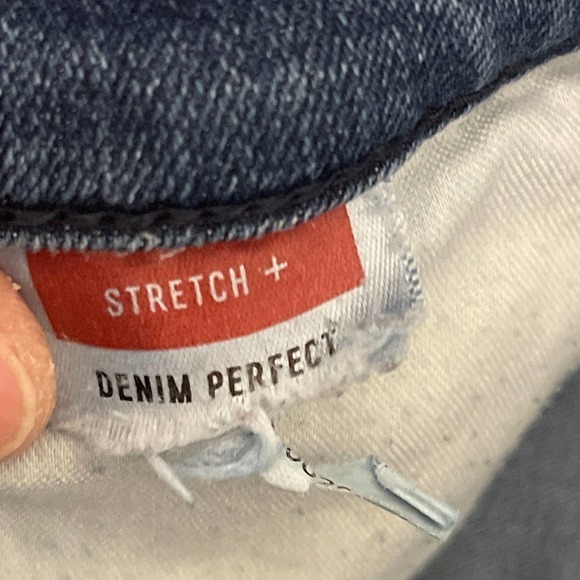 STRETCH +
DENIM PERFECT